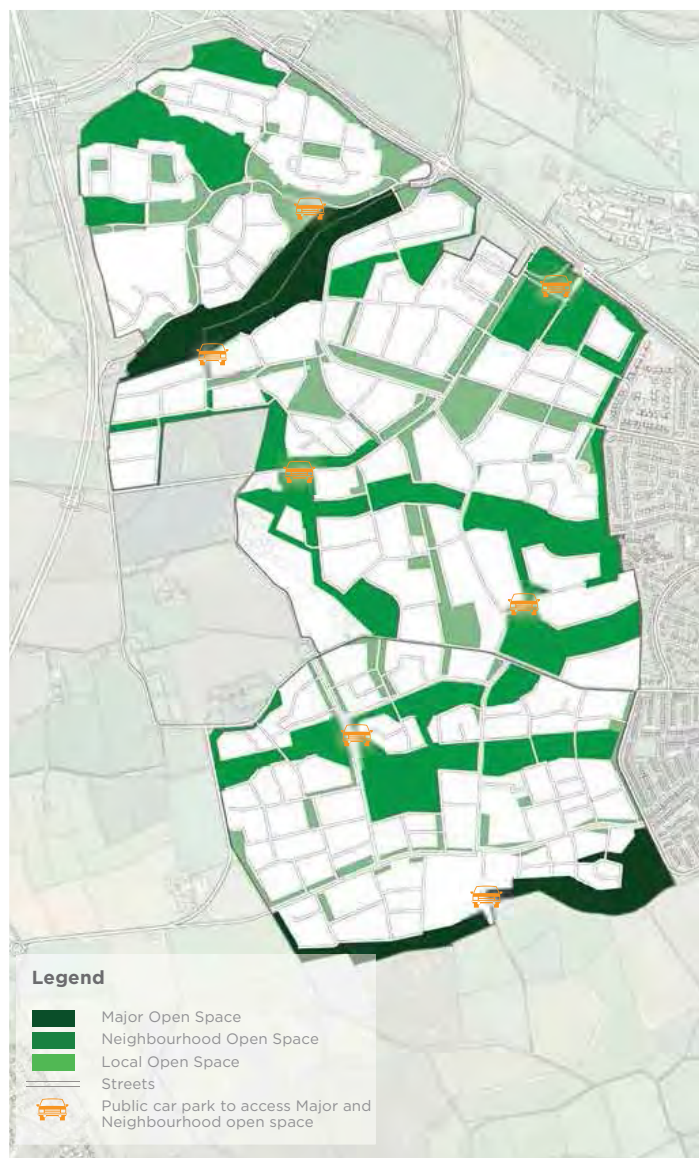 Legend
Major Open Space
Neighbourhood Open Space
Local Open Space
Streets
Public car park to access Major and
Neighbourhood open space